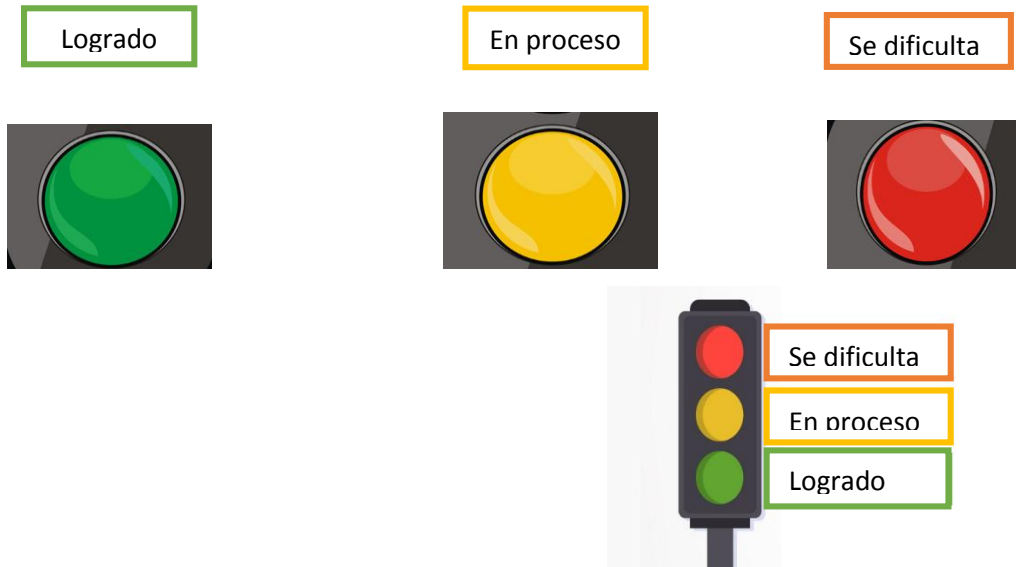 Logrado
En proceso
Se dificulta
Se dificulta
En proceso
Logrado